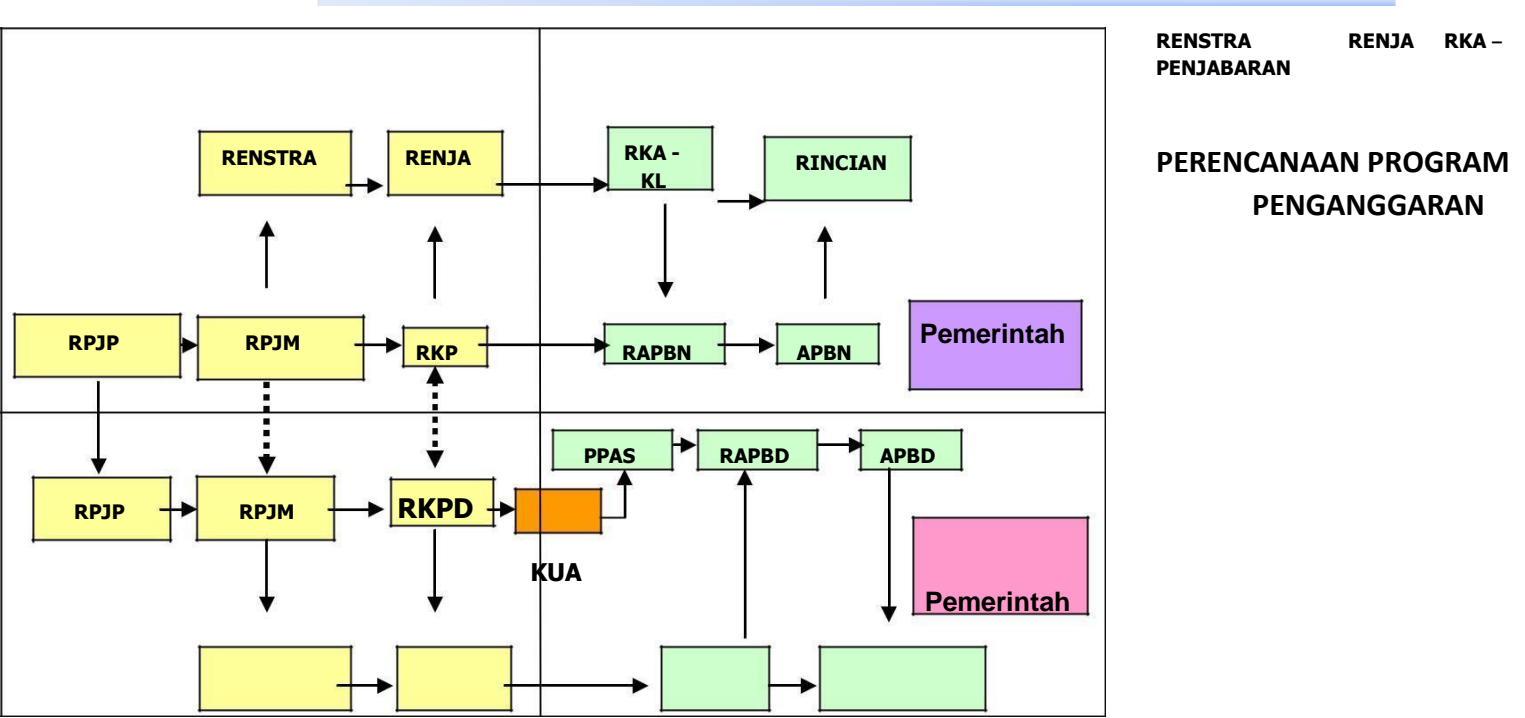 RENSTRA RENJA RKA –
PENJABARAN
PERENCANAAN PROGRAM
PENGANGGARAN
RENSTRA
RENJA
RKA -
KL
RINCIAN
RPJP
RPJM
RKP
RAPBN
APBN
Pemerintah
PPAS
RAPBD
APBD
RPJP
RPJM
RKPD
KUA
Pemerintah